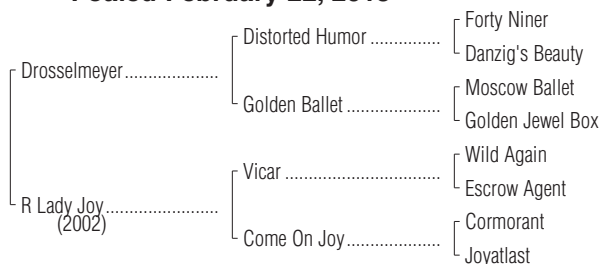 Foaled February 22,
Forty Niner
Distorted Humor ................
Danzig's Beauty
Drosselmeyer.....................
Moscow Ballet
Golden Ballet .....................
Golden Jewel Box
Wild Again
Vicar ...................................
Escrow Agent
R Lady Joy.........................
(2002)
Cormorant
Come On Joy.....................
Joyatlast